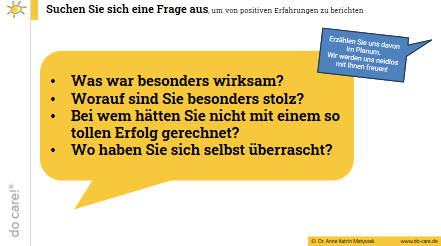 Suchen Sie sich eine Frage aus, um von positiven Erfahrungen zu berichten
Erzählen Sie uns davon
im Plenum.
Wir werden uns neidlos
mit Ihnen freuen!
• Was war besonders wirksam?
• Worauf sind Sie besonders stolz?
• Bei wem hätten Sie nicht mit einem so
tollen Erfolg gerechnet?
• Wo haben Sie sich selbst überrascht?
do care!®
© Dr. Anne Katrin Matyssek www.do-care.de